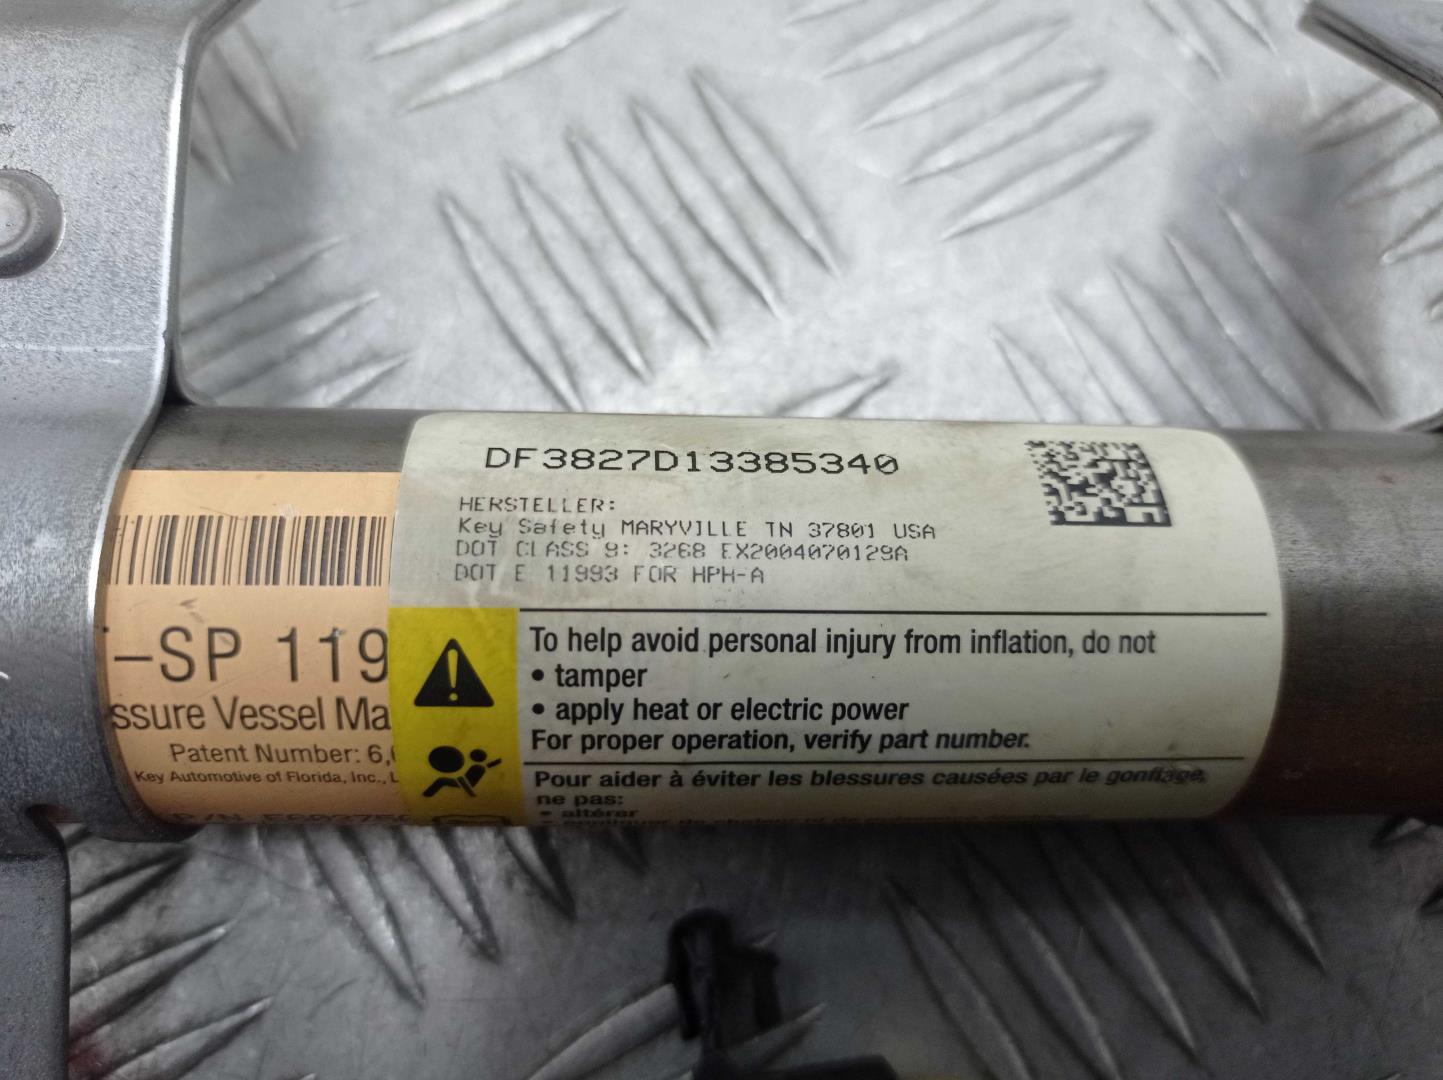 DF3827D13385340
HERSTELLER:
Key Safety MARYVILLE TN 37801 USA
DOT CLASS 9: 3268 EX2004070129A
DOT E 11993 FOR HPH-A
To help avoid personal injury from inflation, do not
• tamper
• apply heat or electric power
For proper operation, verify part number.
Pour aider à éviter les blessures causées par le gonflage,
ne pas:
• altérer
–SP 119
ssure Vessel Ma
Patent Number: 6,
Key Automotive of Florida, Inc., L